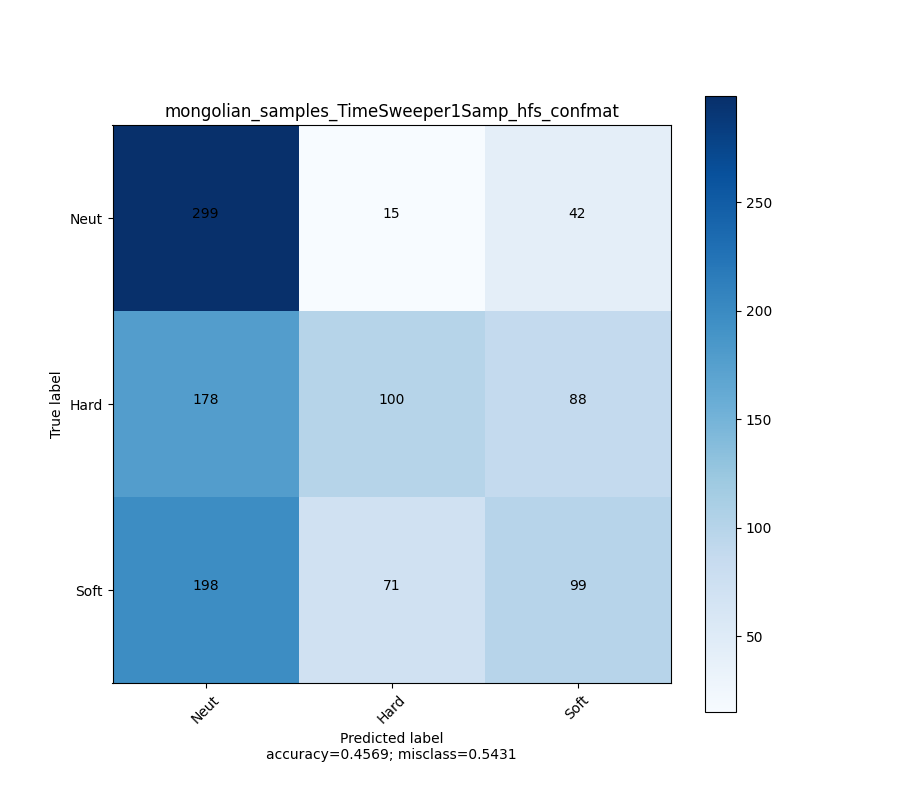 mongolian_samples_TimeSweeper1Samp_hfs_confmat
Neut
299
15
42
250
200
Hard
178
100
88
150
100
Soft
198
71
99
50
True label
Neut
Hard
Soft
Predicted label
accuracy=0.4569; misclass=0.5431